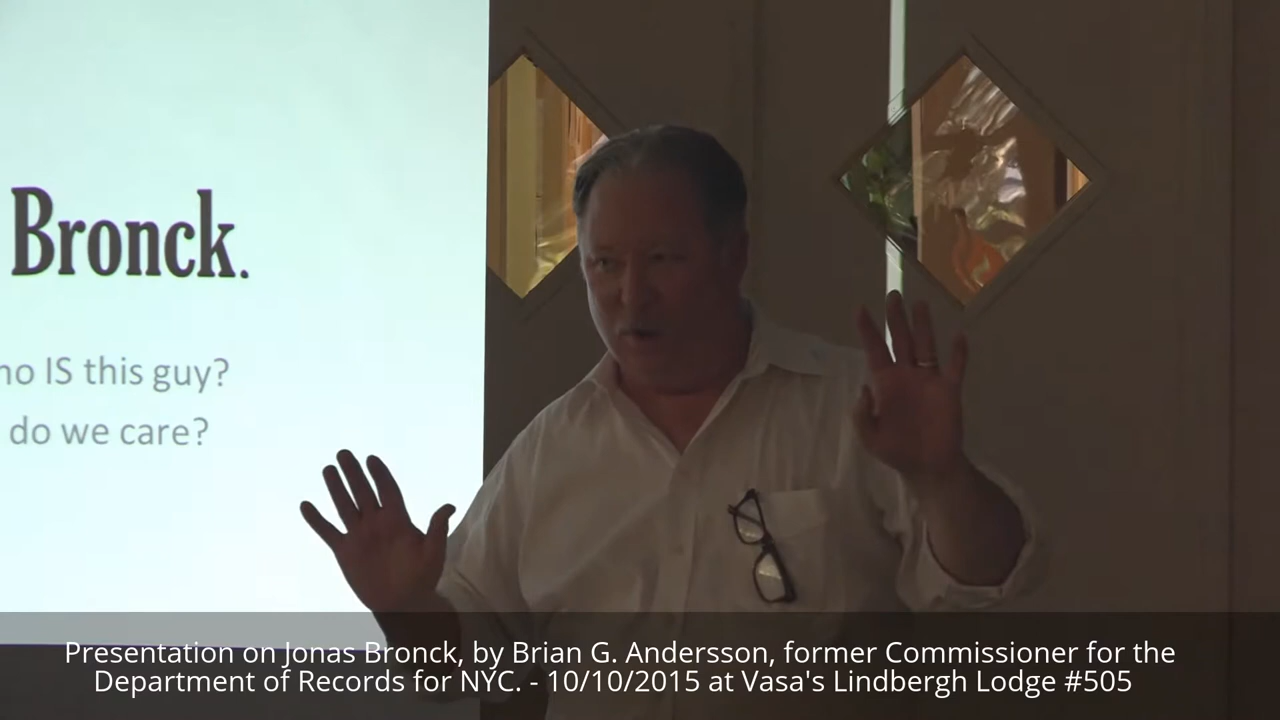 Bronck.
IS this guy?
do we care?
Presentation on Jonas Bronck, by Brian G. Andersson, former Commissioner for the
Department of Records for NYC. - 10/10/2015 at Vasa's Lindbergh Lodge #505